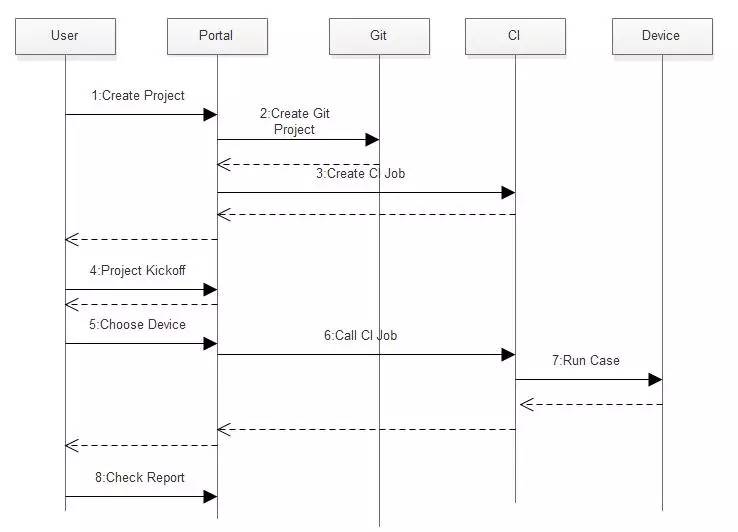 User
Portal
Git
CI
Device
1:Create Project
2:Create Git
Project
3:Create CI Job
4:Project Kickoff
5:Choose Device
6:Call CI Job
7:Run Case
8:Check Report